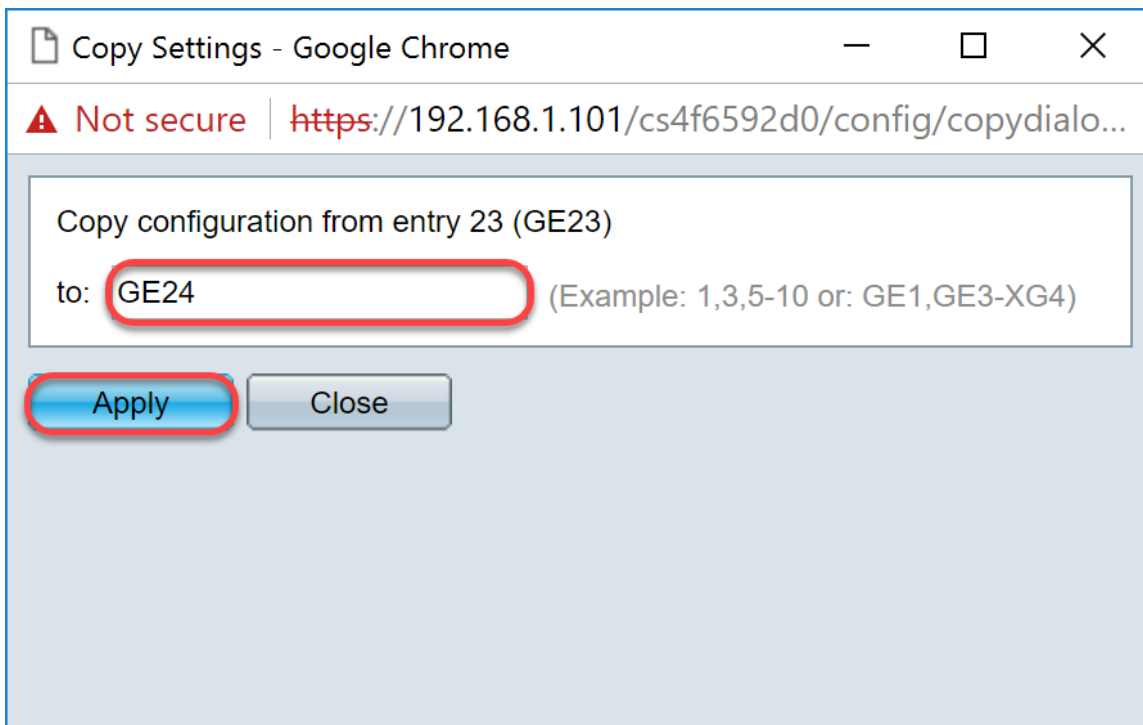 Copy Settings - Google Chrome
Not secure https://192.168.1.101/cs4f6592d0/config/copydialo...
Copy configuration from entry 23 (GE23)
to: GE24 (Example: 1,3,5-10 or: GE1,GE3-XG4)
Apply Close